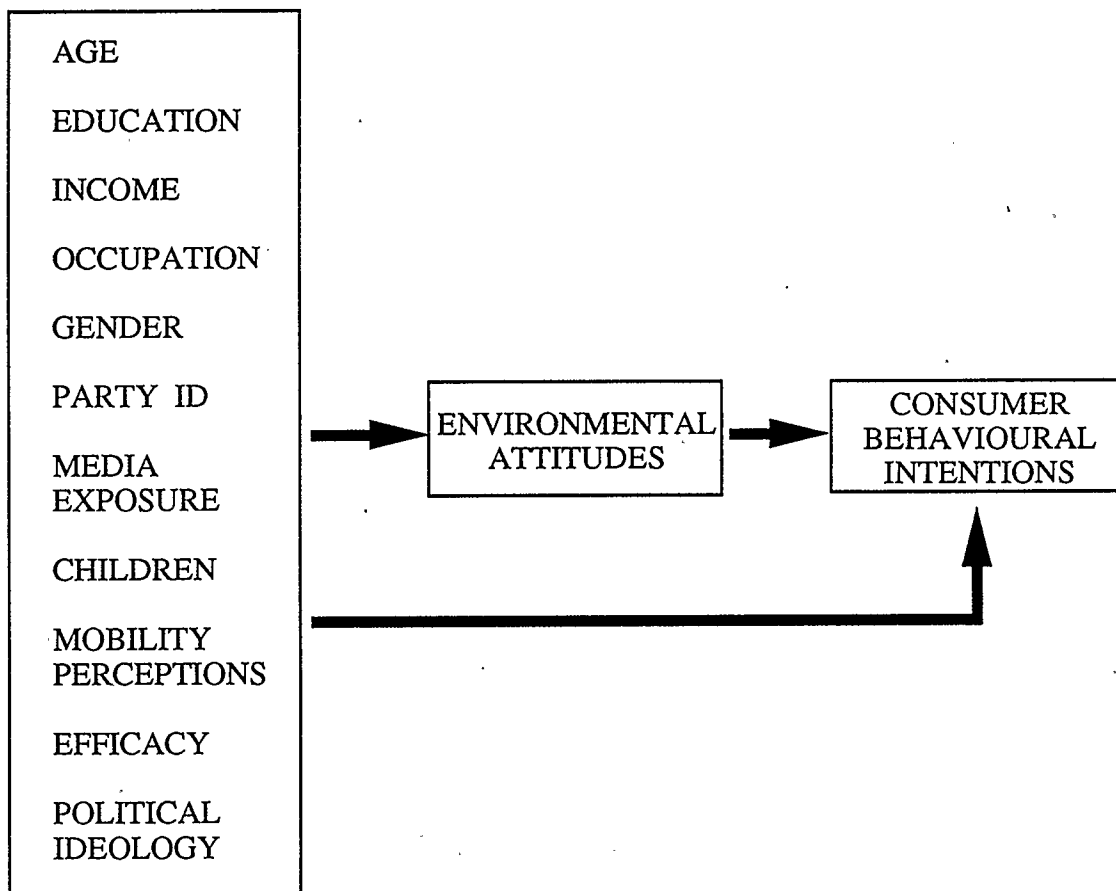 AGE
EDUCATION
INCOME
OCCUPATION
GENDER
PARTY ID
MEDIA
EXPOSURE
CHILDREN
MOBILITY
PERCEPTIONS
EFFICACY
POLITICAL
IDEOLOGY
ENVIRONMENTAL
ATTITUDES
CONSUMER
BEHAVIOURAL
INTENTIONS